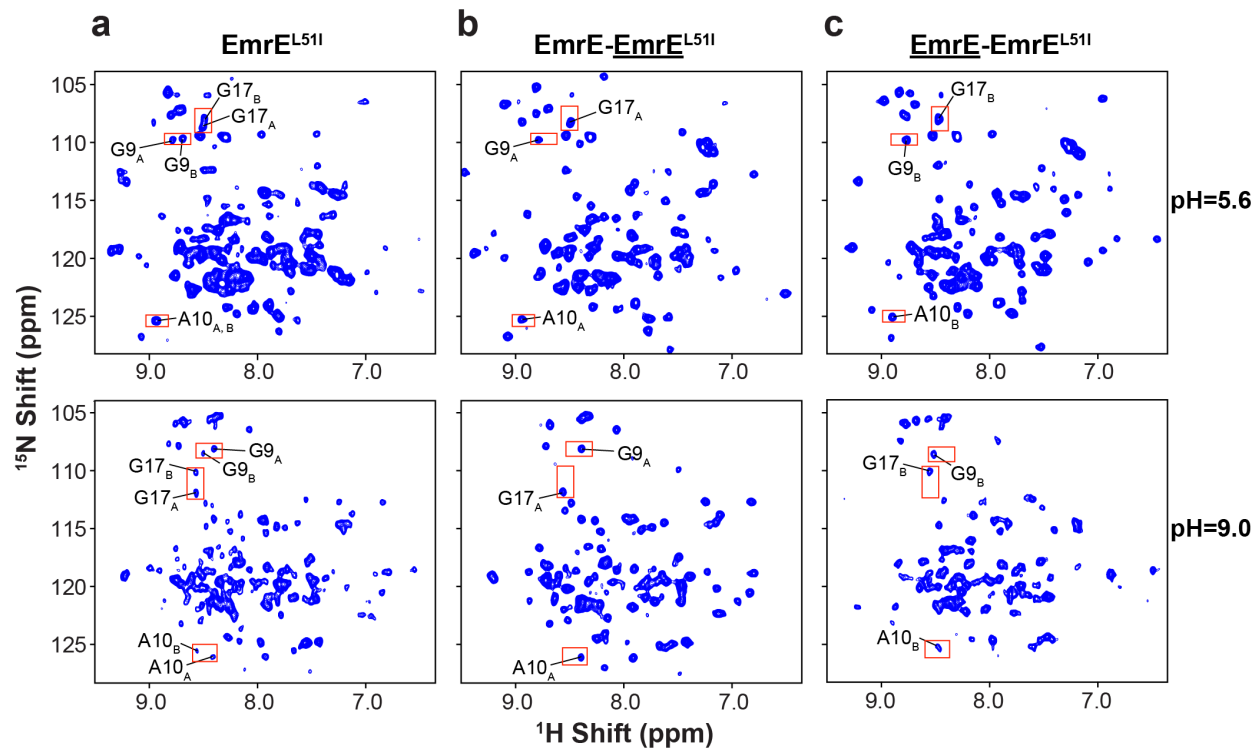 a b c
EmrE^L51I EmrE-EmrE^L51I EmrE-EmrE^L51I
105
110
115
120
125
G17_B
G17_A
G9_A
G9_B
A10_A, B
9.0 8.0 7.0
G17_A
G9_A
A10_A
9.0 8.0 7.0
G17_B
G9_B
A10_B
9.0 8.0 7.0
pH=5.6
15N Shift (ppm)
105
110
115
120
125
G9_A
G17_B
G9_B
G17_A
A10_B
A10_A
9.0 8.0 7.0
G9_A
G17_A
A10_A
9.0 8.0 7.0
G17_B
G9_B
A10_B
9.0 8.0 7.0
pH=9.0
1H Shift (ppm)